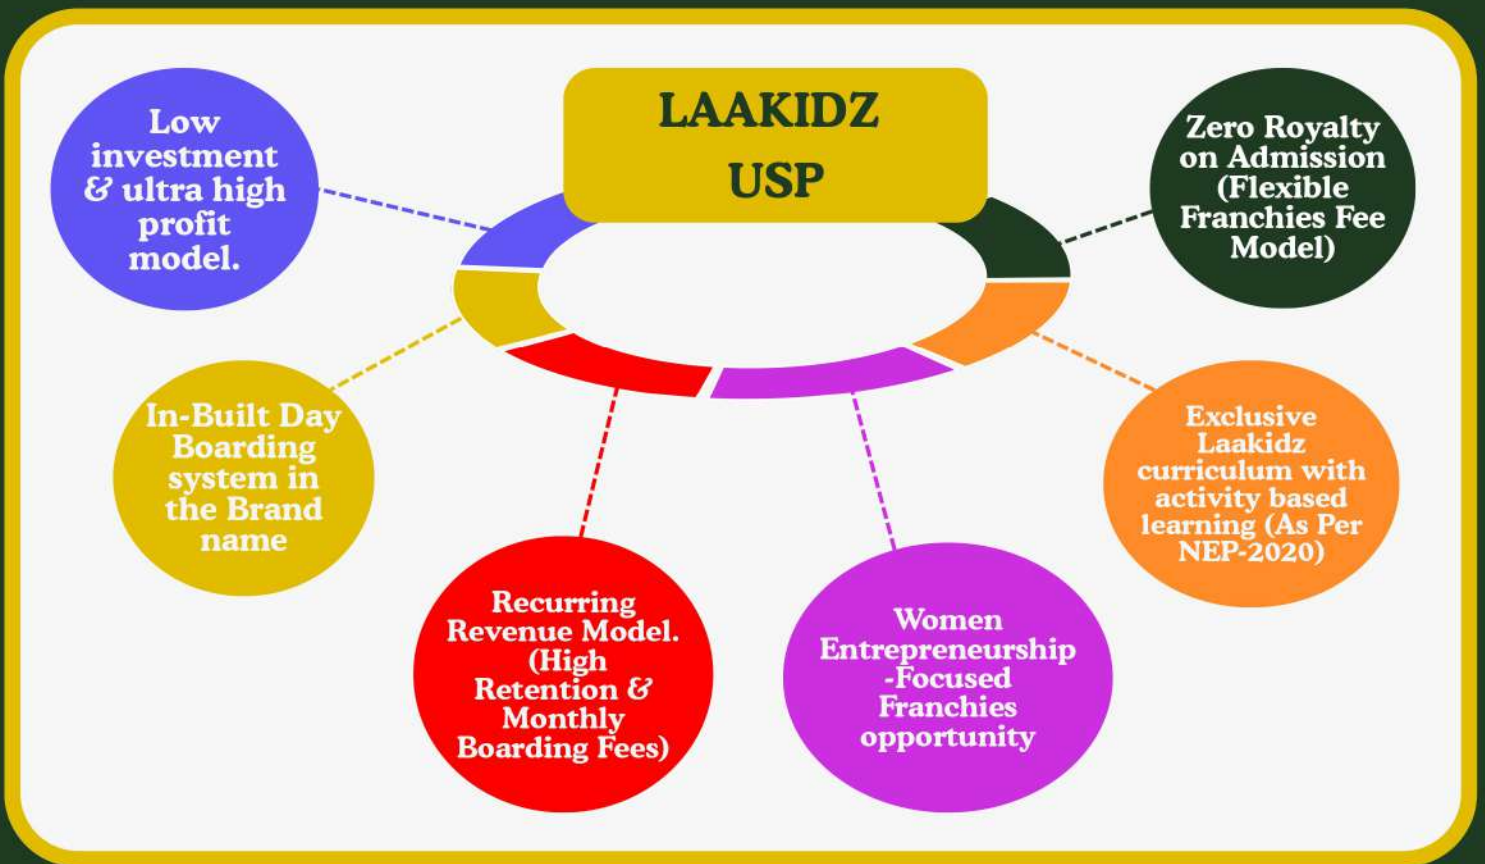 LAAKIDZ
USP
Low
investment
& ultra high
profit
model.
Zero Royalty
on Admission
(Flexible
Franchies Fee
Model)
In-Built Day
Boarding
system in
the Brand
name
Exclusive
Laakidz
curriculum with
activity based
learning (As Per
NEP-2020)
Recurring
Revenue Model.
(High
Retention &
Monthly
Boarding Fees)
Women
Entrepreneurship
-Focused
Franchies
opportunity